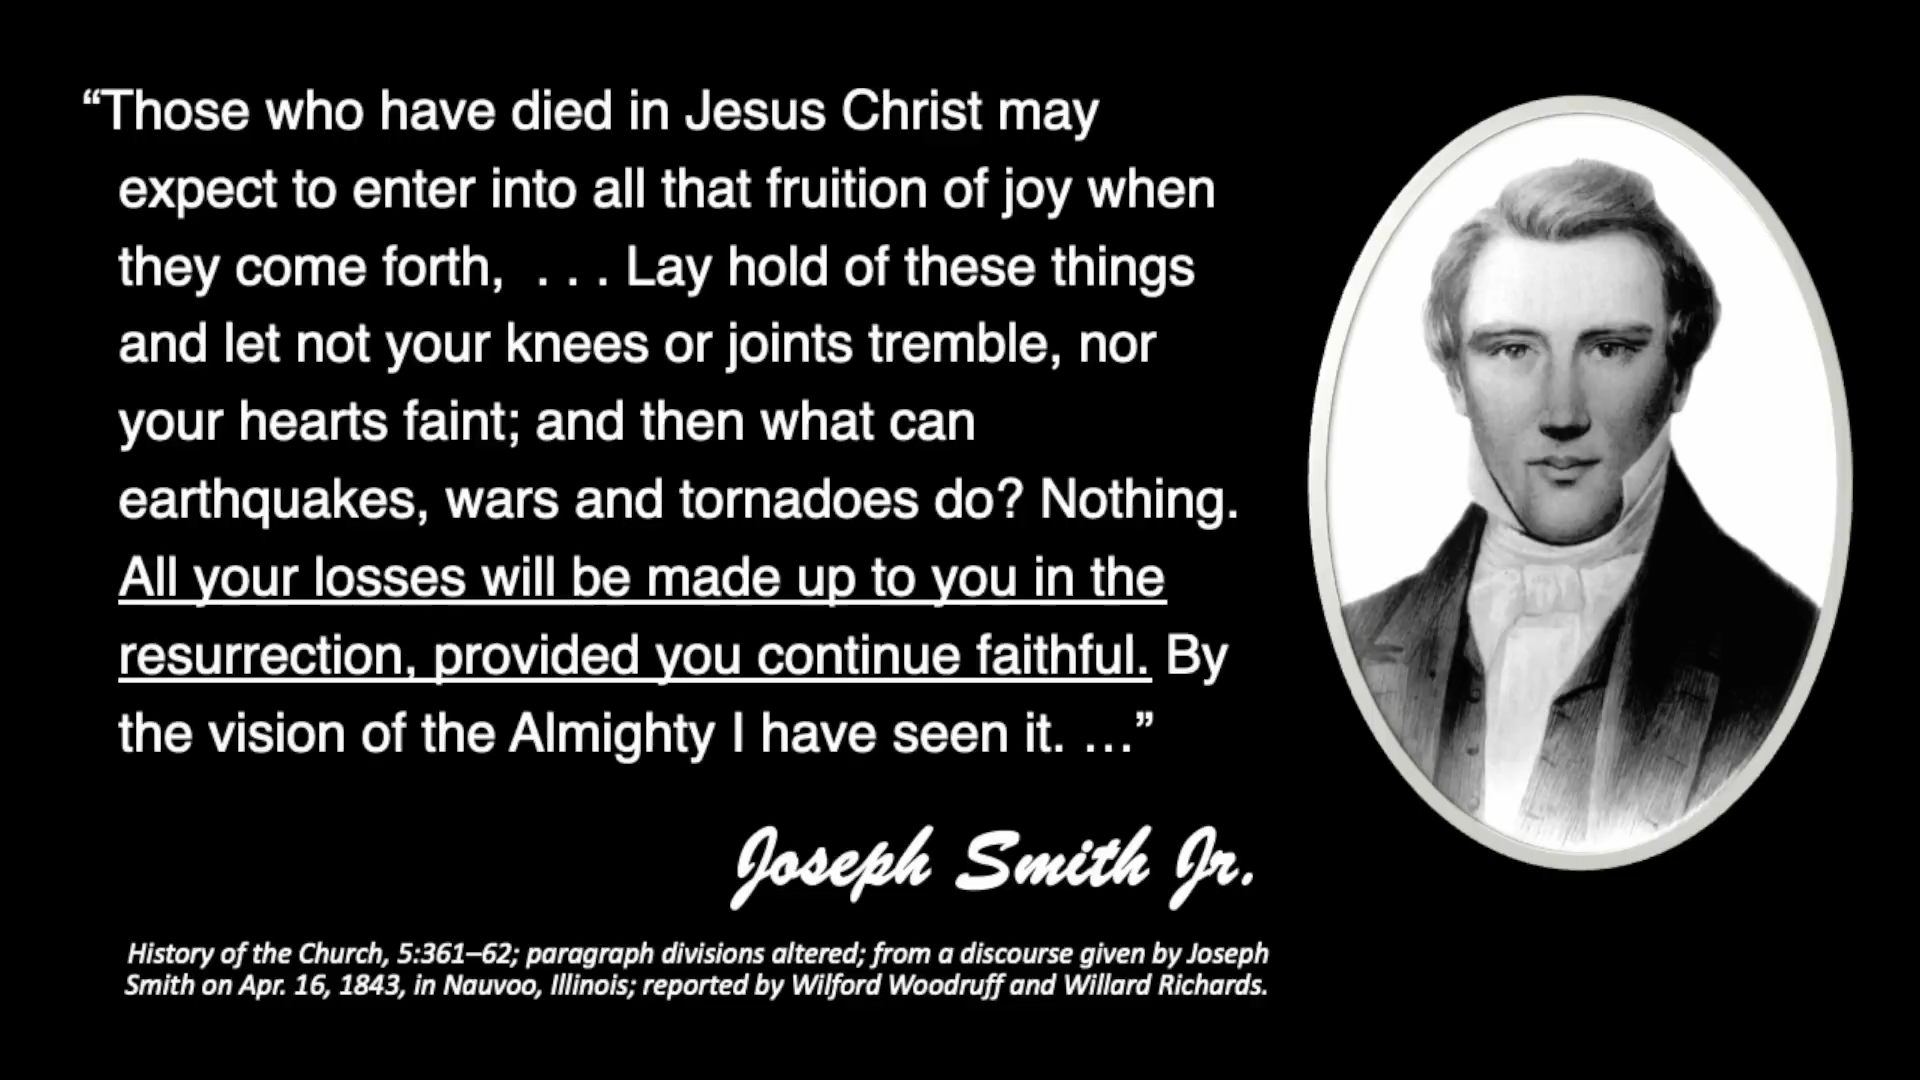 “Those who have died in Jesus Christ may
expect to enter into all that fruition of joy when
they come forth,  . . . Lay hold of these things
and let not your knees or joints tremble, nor
your hearts faint; and then what can
earthquakes, wars and tornadoes do? Nothing.
All your losses will be made up to you in the
resurrection, provided you continue faithful. By
the vision of the Almighty I have seen it. …”
Joseph Smith Jr.
History of the Church, 5:361–62; paragraph divisions altered; from a discourse given by Joseph
Smith on Apr. 16, 1843, in Nauvoo, Illinois; reported by Wilford Woodruff and Willard Richards.